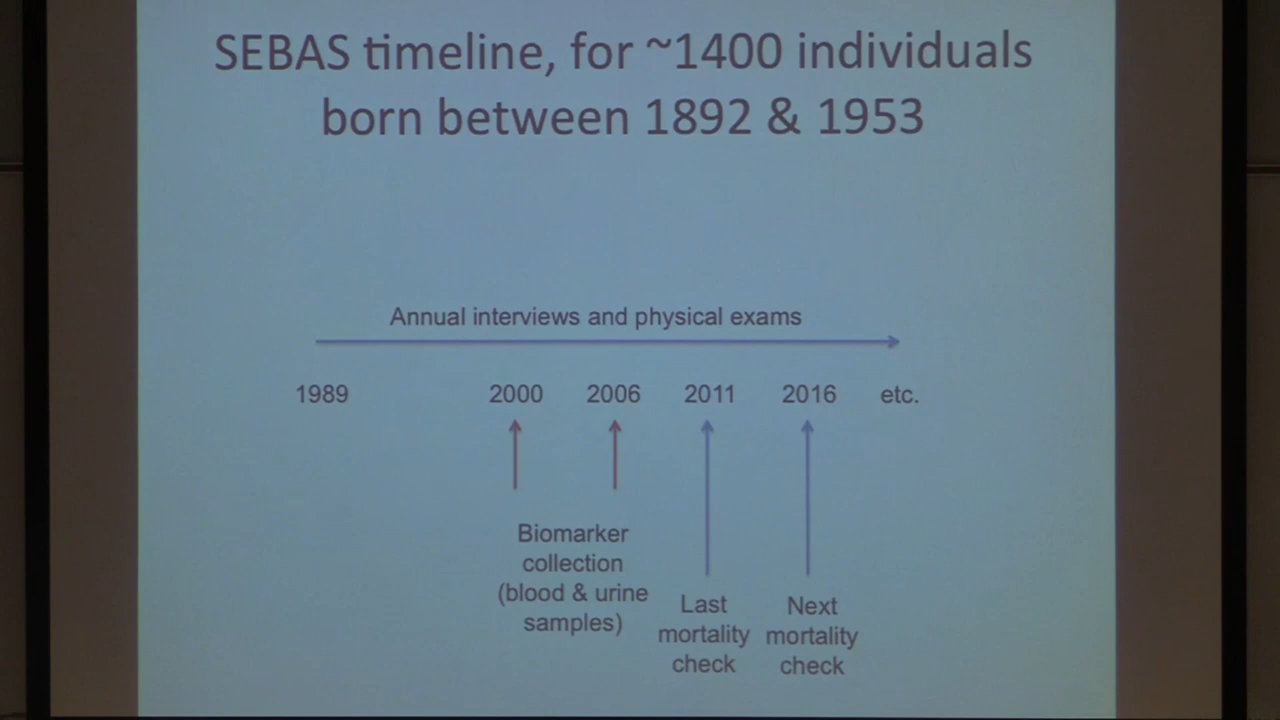 SEBAS timeline, for ~1400 individuals
born between 1892 & 1953
Annual interviews and physical exams
1989 2000 2006 2011 2016 etc.
Biomarker
collection
(blood & urine
samples)
Last
mortality
check
Next
mortality
check